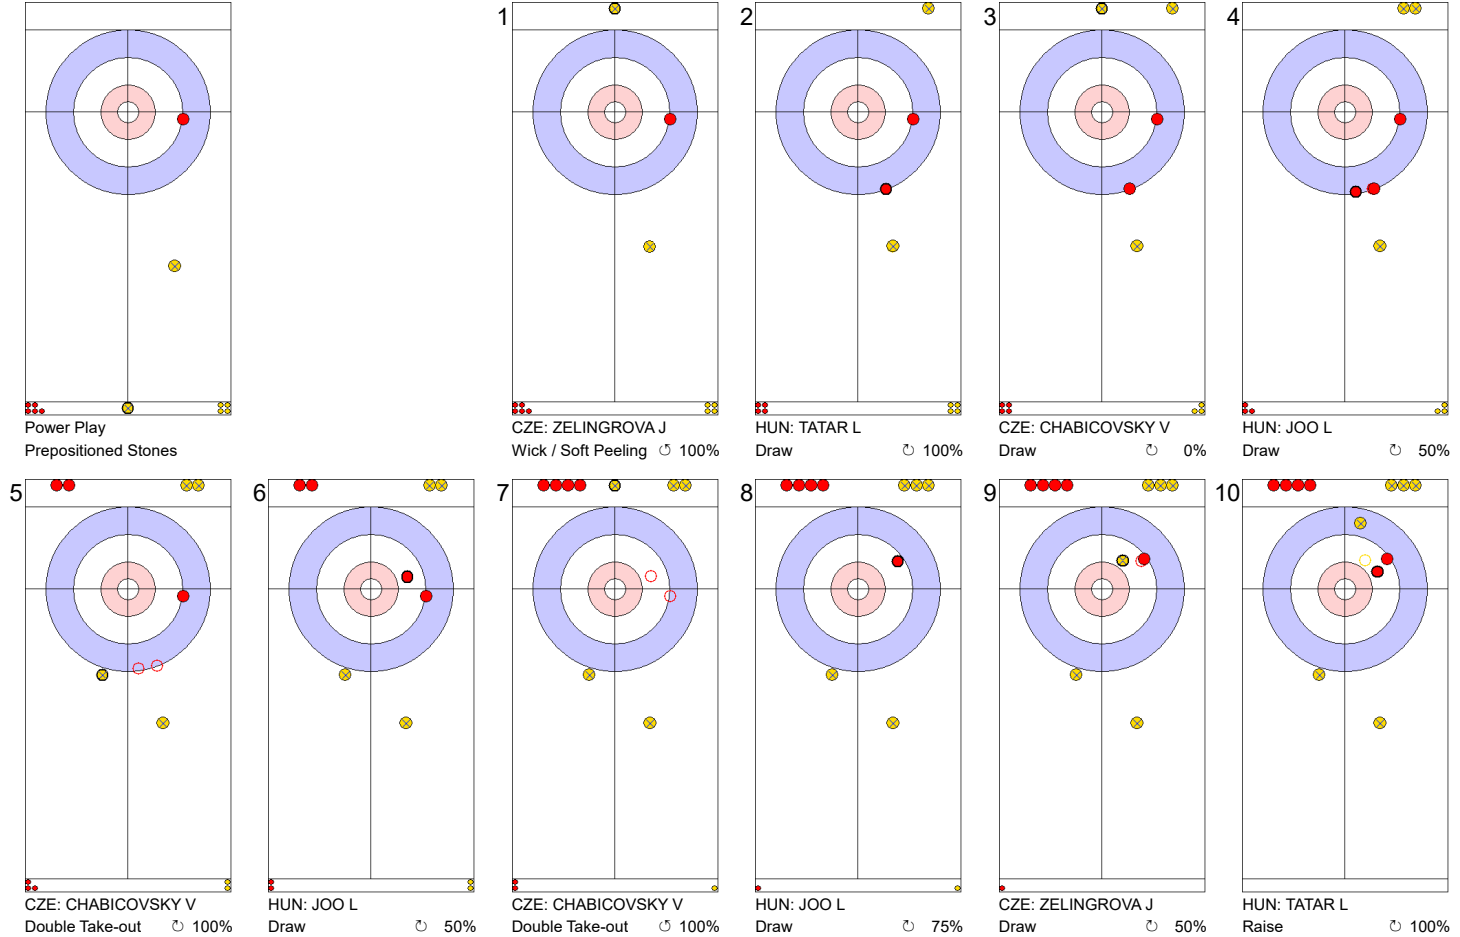 1
2
3
4
Power Play
Prepositioned Stones
CZE: ZELINGROVA J
Wick / Soft Peeling ↺ 100%
HUN: TATAR L
Draw ↻ 100%
CZE: CHABICOVSKY V
Draw ↻ 0%
HUN: JOO L
Draw ↻ 50%
5
6
7
8
9
10
CZE: CHABICOVSKY V
Double Take-out ↻ 100%
HUN: JOO L
Draw ↻ 50%
CZE: CHABICOVSKY V
Double Take-out ↻ 100%
HUN: JOO L
Draw ↻ 75%
CZE: ZELINGROVA J
Draw ↻ 50%
HUN: TATAR L
Raise ↻ 100%